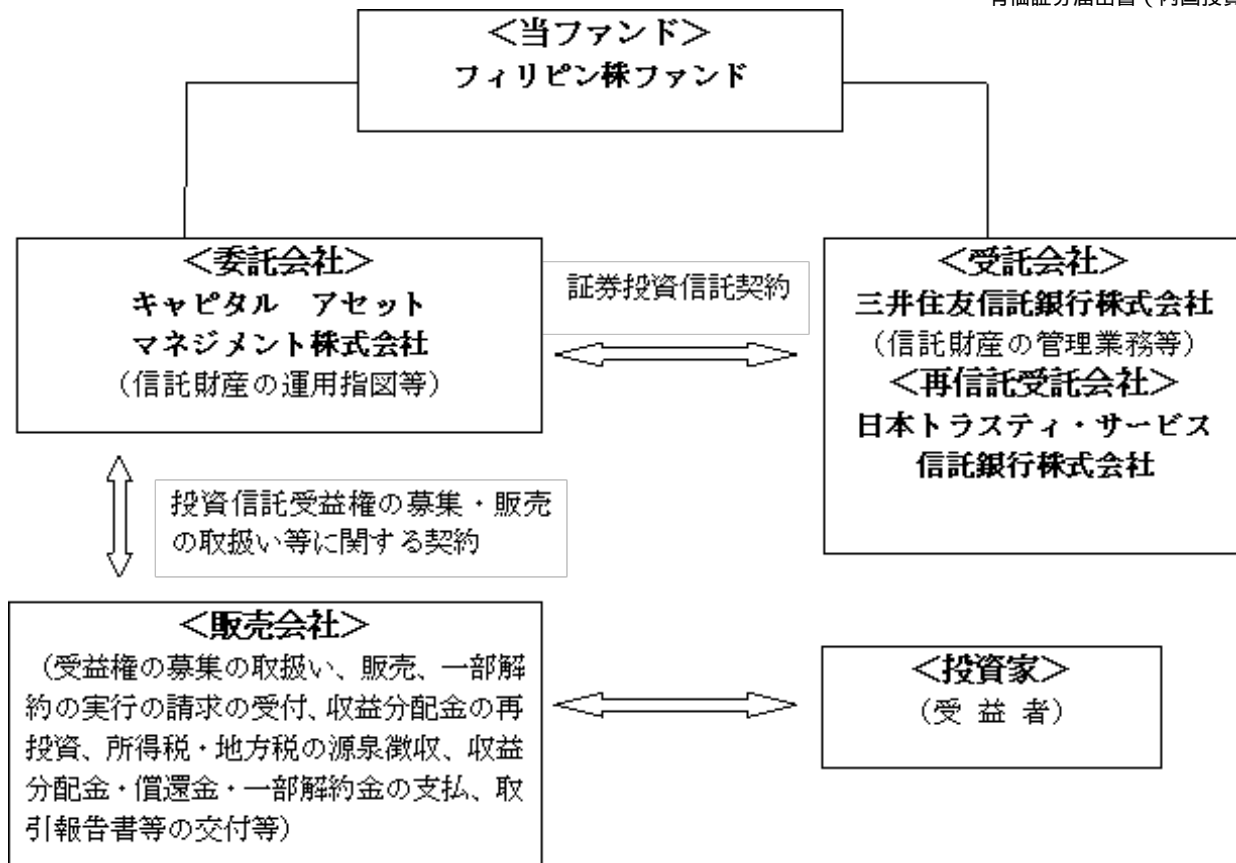 有価証券届出書(内国投資
＜当ファンド＞
フィリピン株ファンド
＜委託会社＞
キャピタル　アセット
マネジメント株式会社
（信託財産の運用指図等）
証券投資信託契約
＜受託会社＞
三井住友信託銀行株式会社
（信託財産の管理業務等）
＜再信託受託会社＞
日本トラスティ・サービス
信託銀行株式会社
投資信託受益権の募集・販売
の取扱い等に関する契約
＜販売会社＞
（受益権の募集の取扱い、販売、一部解
約の実行の請求の受付、収益分配金の再
投資、所得税・地方税の源泉徴収、収益
分配金・償還金・一部解約金の支払、取
引報告書等の交付等）
＜投資家＞
（受 益 者）